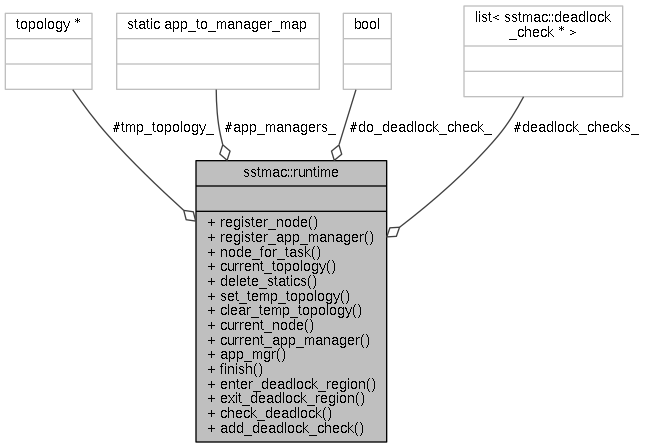 topology *
static app_to_manager_map
bool
list< sstmac::deadlock
_check * >
#tmp_topology_
#app_managers_
#do_deadlock_check_
#deadlock_checks_
sstmac::runtime
+ register_node()
+ register_app_manager()
+ node_for_task()
+ current_topology()
+ delete_statics()
+ set_temp_topology()
+ clear_temp_topology()
+ current_node()
+ current_app_manager()
+ app_mgr()
+ finish()
+ enter_deadlock_region()
+ exit_deadlock_region()
+ check_deadlock()
+ add_deadlock_check()